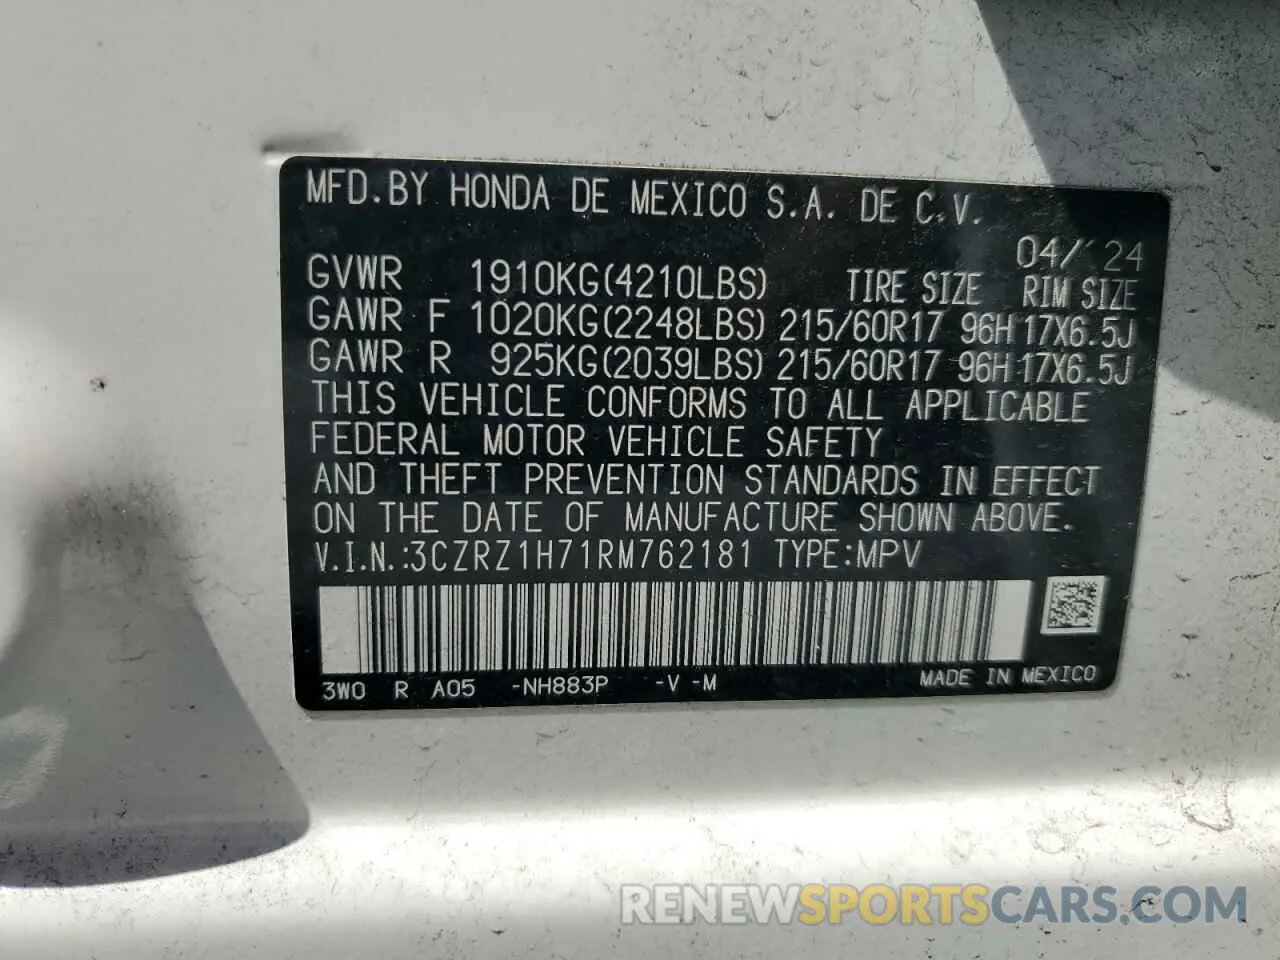 MFD. BY HONDA DE MEXICO S.A. DE C.V.
04/'24
GVWR 1910KG(4210LBS) TIRE SIZE RIM SIZE
GAWR F 1020KG(2248LBS) 215/60R17 96H 17X6.5J
GAWR R 925KG(2039LBS) 215/60R17 96H 17X6.5J
THIS VEHICLE CONFORMS TO ALL APPLICABLE
FEDERAL MOTOR VEHICLE SAFETY
AND THEFT PREVENTION STANDARDS IN EFFECT
ON THE DATE OF MANUFACTURE SHOWN ABOVE.
V.I.N.:3CZRZ1H71RM762181 TYPE:MPV
3W0 R A05 -NH883P -V -M MADE IN MEXICO
RENEWSPORTSCARS.COM